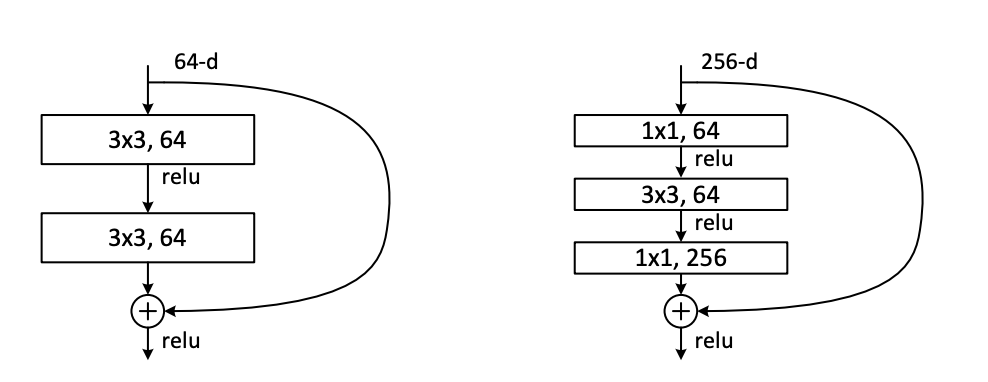 64-d
3x3, 64
relu
3x3, 64
relu
256-d
1x1, 64
relu
3x3, 64
relu
1x1, 256
relu